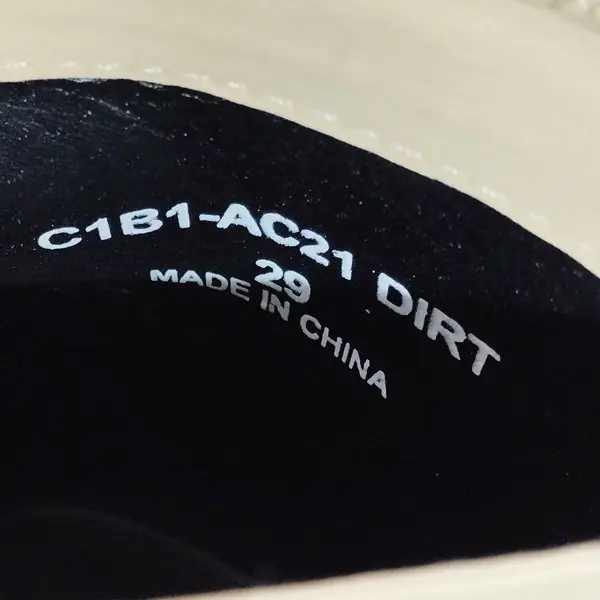 C1B1-AC21 DIRT
29
MADE IN CHINA